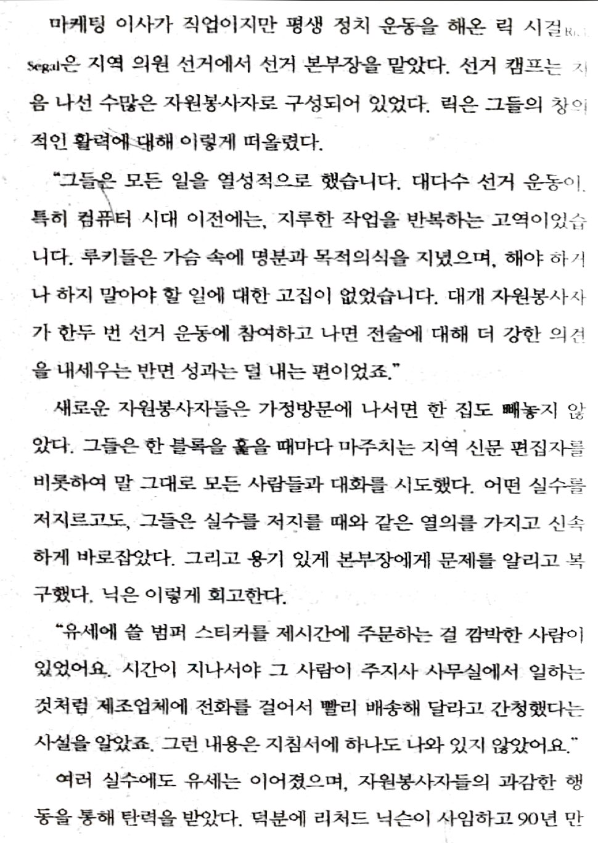 마케팅 이사가 직업이지만 평생 정치 운동을 해온 릭 시걸
Segal은 지역 의원 선거에서 선거 본부장을 맡았다. 선거 캠프는
음 나선 수많은 자원봉사자로 구성되어 있었다. 릭은 그들의 창의
적인 활력에 대해 이렇게 떠올렸다.
“그들은 모든 일을 열성적으로 했습니다. 대다수 선거 운동이,
특히 컴퓨터 시대 이전에는, 지루한 작업을 반복하는 고역이었습
니다. 루키들은 가슴 속에 명분과 목적의식을 지녔으며, 해야 하거
나 하지 말아야 할 일에 대한 고집이 없었습니다. 대개 자원봉사자
가 한두 번 선거 운동에 참여하고 나면 전술에 대해 더 강한 의견
을 내세우는 반면 성과는 덜 내는 편이었죠.”
새로운 자원봉사자들은 가정방문에 나서면 한 집도 빼놓지 않
았다. 그들은 한 블록을 훑을 때마다 마주치는 지역 신문 편집자를
비롯하여 말 그대로 모든 사람들과 대화를 시도했다. 어떤 실수를
저지르고도, 그들은 실수를 저지를 때와 같은 열의를 가지고 신속
하게 바로잡았다. 그리고 용기 있게 본부장에게 문제를 알리고 복
구했다. 닉은 이렇게 회고한다.
“유세에 쓸 범퍼 스티커를 제시간에 주문하는 걸 깜박한 사람이
있었어요. 시간이 지나서야 그 사람이 주지사 사무실에서 일하는
것처럼 제조업체에 전화를 걸어서 빨리 배송해 달라고 간청했다는
사실을 알았죠. 그런 내용은 지침서에 하나도 나와 있지 않았어요.”
여러 실수에도 유세는 이어졌으며, 자원봉사자들의 과감한 행
동을 통해 탄력을 받았다. 덕분에 리처드 닉슨이 사임하고 90년 만